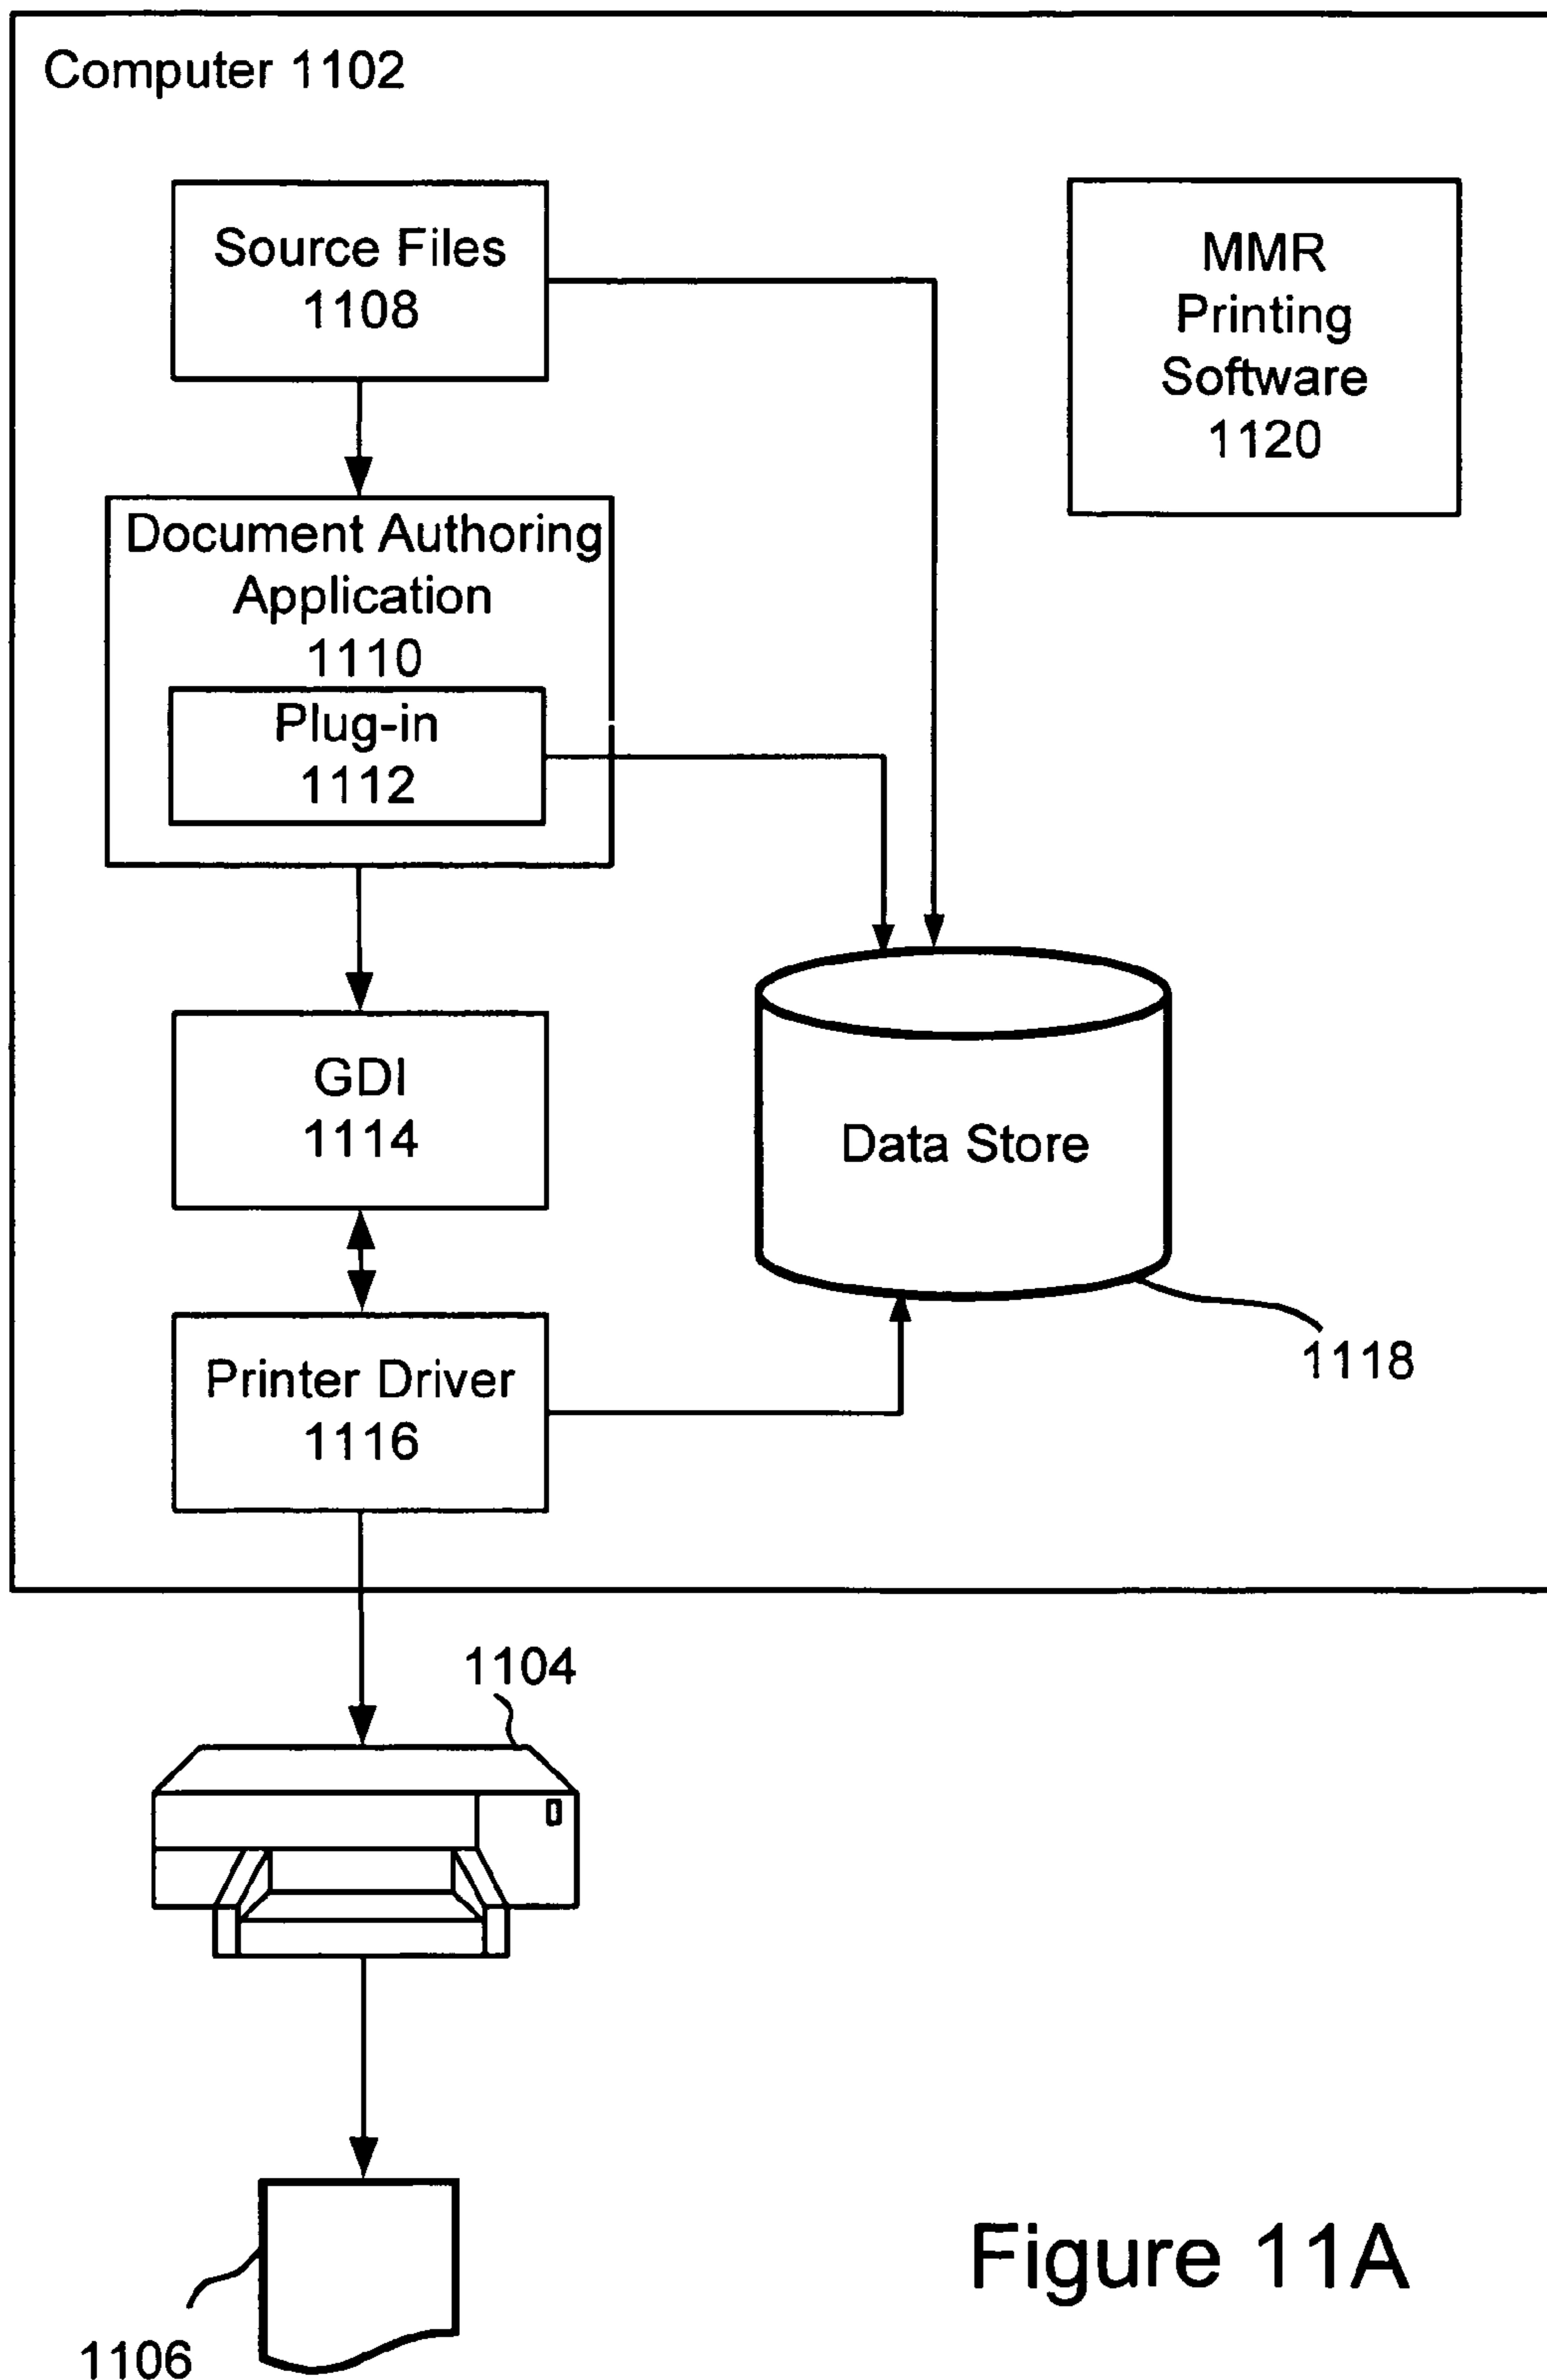 Computer 1102
Source Files
1108
MMR
Printing
Software
1120
Document Authoring
Application
1110
Plug-in
1112
GDI
1114
Data Store
1118
Printer Driver
1116
1104
1106
Figure 11A